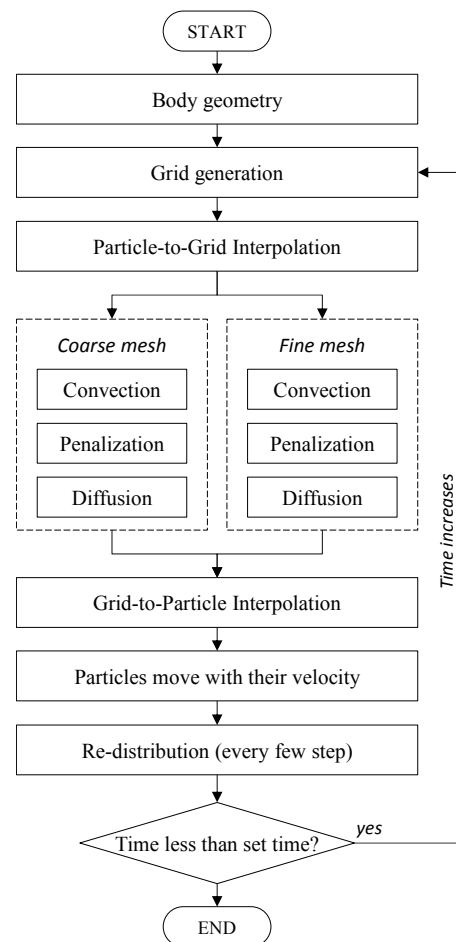 START
Body geometry
Grid generation
Particle-to-Grid Interpolation
Coarse mesh
Convection
Penalization
Diffusion
Fine mesh
Convection
Penalization
Diffusion
Time increases
Grid-to-Particle Interpolation
Particles move with their velocity
Re-distribution (every few step)
Time less than set time?
yes
END